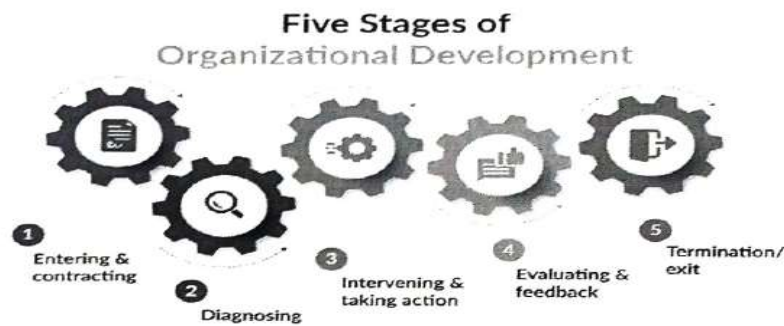 Five Stages of
Organizational Development
1
Entering &
contracting
2
Diagnosing
3
Intervening &
taking action
4
Evaluating &
feedback
5
Termination/
exit